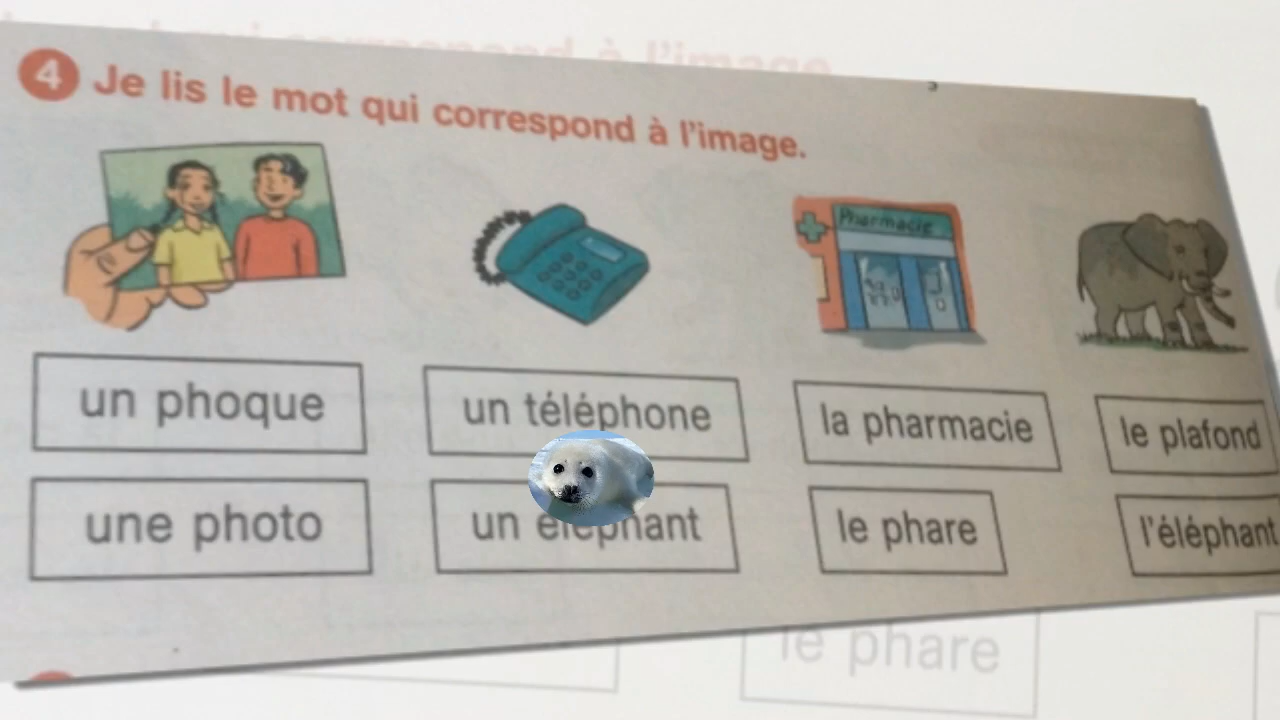 4 Je lis le mot qui correspond à l'image.
Pharmacie
un phoque
un téléphone
la pharmacie
le plafond
une photo
un éléphant
le phare
l'éléphant
le phare